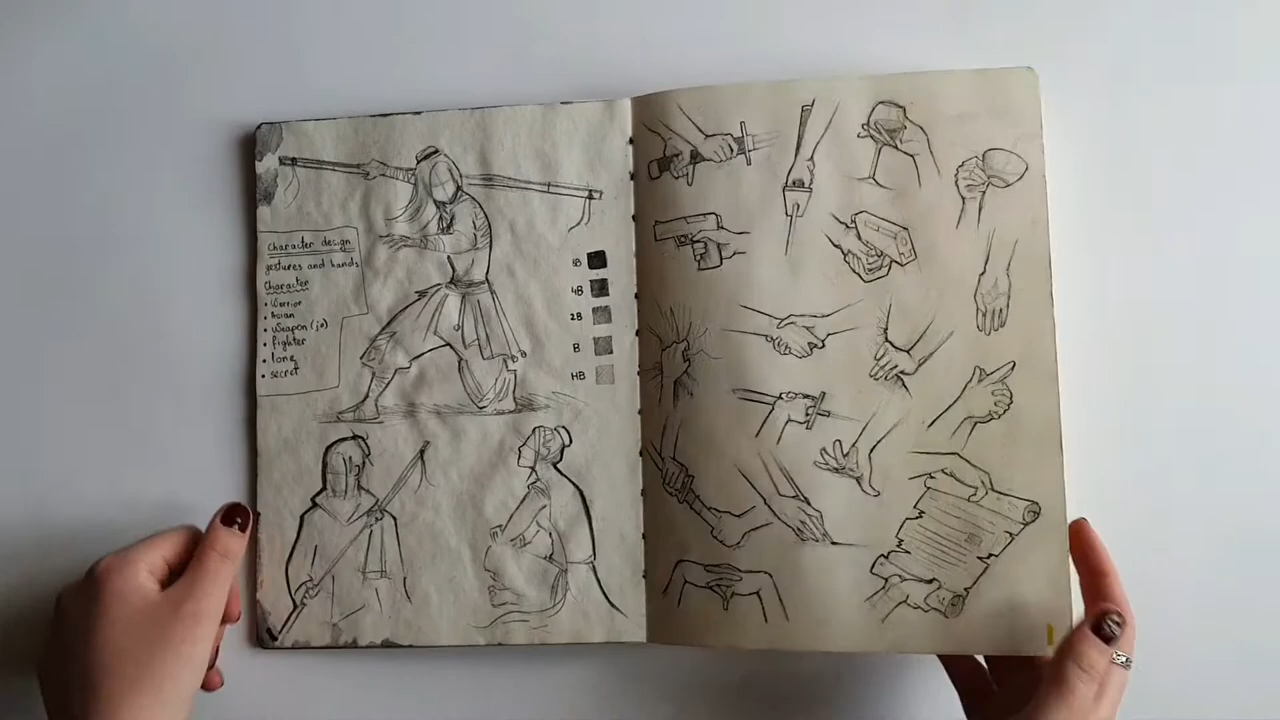 Character design
gestures and hands
Character
• Warrior
• Asian
• Weapon (jo)
• fighter
• lone
• secret
8B
4B
2B
B
HB